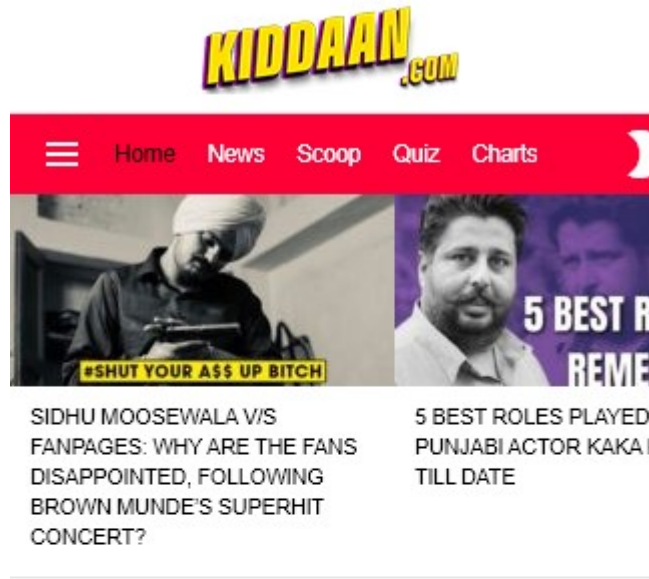 KIDDAAN
.COM
Home News Scoop Quiz Charts
#SHUT YOUR A$$ UP BITCH
5 BEST R
REME
SIDHU MOOSEWALA V/S
FANPAGES: WHY ARE THE FANS
DISAPPOINTED, FOLLOWING
BROWN MUNDE'S SUPERHIT
CONCERT?
5 BEST ROLES PLAYED
PUNJABI ACTOR KAKA
TILL DATE